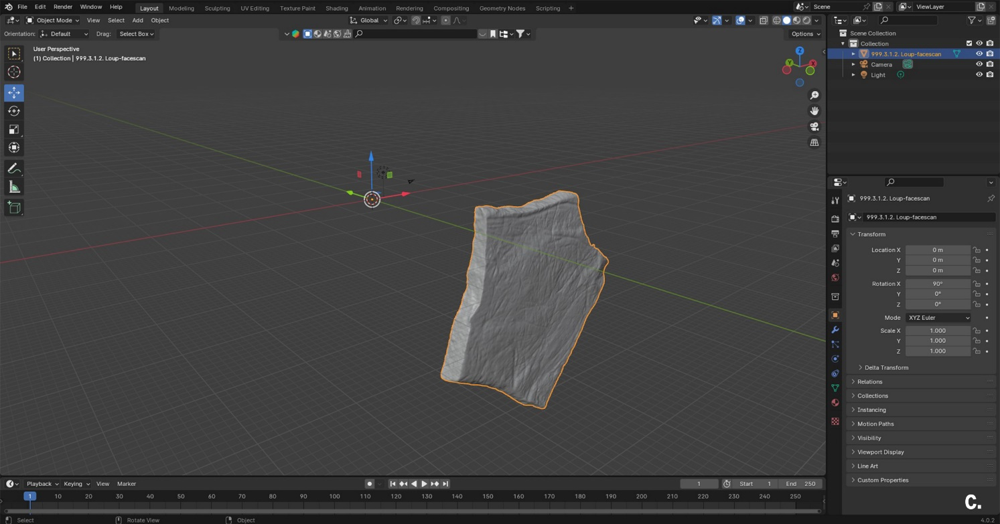 File Edit Render Window Help Layout Modeling Sculpting UV Editing Texture Paint Shading Animation Rendering Compositing Geometry Nodes Scripting + Scene ViewLayer
Object Mode View Select Add Object Global
Orientation: Default Drag: Select Box Options
User Perspective
(1) Collection | 999.3.1.2. Loup-facescan
Z
Y
X
Scene Collection
Collection
999.3.1.2. Loup-facescan
Camera
Light
999.3.1.2. Loup-facescan
999.3.1.2. Loup-facescan
Transform
Location X 0 m
Y 0 m
Z 0 m
Rotation X 90°
Y 0°
Z 0°
Mode XYZ Euler
Scale X 1.000
Y 1.000
Z 1.000
Delta Transform
Relations
Collections
Instancing
Motion Paths
Visibility
Viewport Display
Line Art
Custom Properties
Playback Keying View Marker 1 Start 1 End 250
1 10 20 30 40 50 60 70 80 90 100 110 120 130 140 150 160 170 180 190 200 210 220 230 240 250
C.
Select Rotate View Object 4.0.2